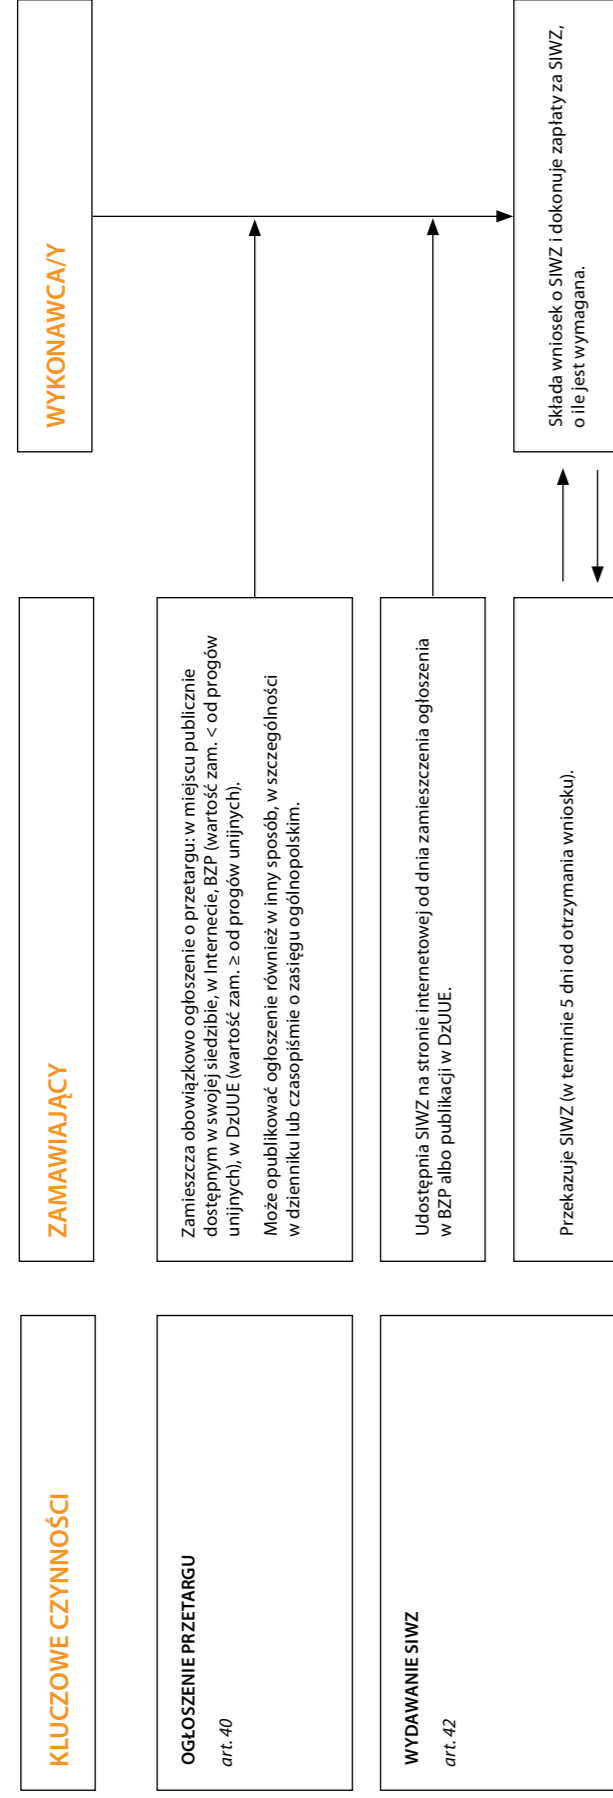 KLUCZOWE CZYNNOŚCI
ZAMAWIAJĄCY
WYKONAWCA/Y
OGŁOSZENIE PRZETARGU
art. 40
Zamieszcza obowiązkowo ogłoszenie o przetargu: w miejscu publicznie
dostępnym w swojej siedzibie, w Internecie, BZP (wartość zam. < od progów
unijnych), w DzUUE (wartość zam. ≥ od progów unijnych).
Może opublikować ogłoszenie również w inny sposób, w szczególności
w dzienniku lub czasopiśmie o zasięgu ogólnopolskim.
WYDAWANIE SIWZ
art. 42
Udostępnia SIWZ na stronie internetowej od dnia zamieszczenia ogłoszenia
w BZP albo publikacji w DzUUE.
Przekazuje SIWZ (w terminie 5 dni od otrzymania wniosku).
Składa wniosek o SIWZ i dokonuje zapłaty za SIWZ,
o ile jest wymagana.